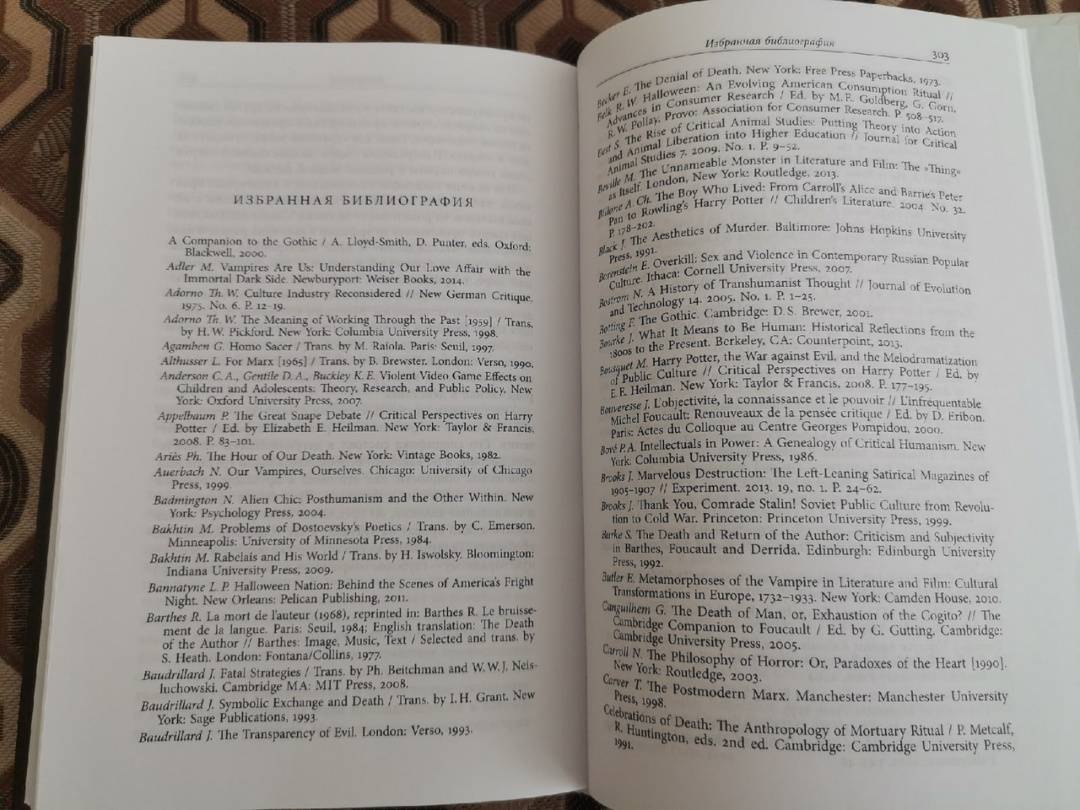 ИЗБРАННАЯ БИБЛИОГРАФИЯ
A Companion to the Gothic / A. Lloyd-Smith, D. Punter, eds. Oxford:
Blackwell, 2000.
Adler M. Vampires Are Us: Understanding Our Love Affair with the
Immortal Dark Side. Newburyport: Weiser Books, 2014.
Adorno Th. W. Culture Industry Reconsidered // New German Critique,
1975. No. 6. P. 12–19.
Adorno Th. W. The Meaning of Working Through the Past [1959] / Trans.
by H. W. Pickford. New York: Columbia University Press, 1998.
Agamben G. Homo Sacer / Trans. by M. Raiola. Paris: Seuil, 1997.
Althusser L. For Marx [1965] / Trans. by B. Brewster. London: Verso, 1990.
Anderson C. A., Gentile D. A., Buckley K. E. Violent Video Game Effects on
Children and Adolescents: Theory, Research, and Public Policy. New
York: Oxford University Press, 2007.
Appelbaum P. The Great Snape Debate // Critical Perspectives on Harry
Potter / Ed. by Elizabeth E. Heilman. New York: Taylor & Francis,
2008. P. 83–101.
Ariès Ph. The Hour of Our Death. New York: Vintage Books, 1982.
Auerbach N. Our Vampires, Ourselves. Chicago: University of Chicago
Press, 1999.
Badmington N. Alien Chic: Posthumanism and the Other Within. New
York: Psychology Press, 2004.
Bakhtin M. Problems of Dostoevsky's Poetics / Trans. by C. Emerson.
Minneapolis: University of Minnesota Press, 1984.
Bakhtin M. Rabelais and His World / Trans. by H. Iswolsky. Bloomington:
Indiana University Press, 2009.
Bannatyne L. P. Halloween Nation: Behind the Scenes of America's Fright
Night. New Orleans: Pelican Publishing, 2011.
Barthes R. La mort de l'auteur (1968), reprinted in: Barthes R. Le bruisse-
ment de la langue. Paris: Seuil, 1984; English translation: The Death
of the Author // Barthes: Image, Music, Text / Selected and trans. by
S. Heath. London: Fontana/Collins, 1977.
Baudrillard J. Fatal Strategies / Trans. by Ph. Beitchman and W. W. J. Neis-
luchowski. Cambridge MA: MIT Press, 2008.
Baudrillard J. Symbolic Exchange and Death / Trans. by I. H. Grant. New
York: Sage Publications, 1993.
Baudrillard J. The Transparency of Evil. London: Verso, 1993.
Избранная библиография 303
Becker E. The Denial of Death. New York: Free Press Paperbacks, 1973.
Belk R. W. Halloween: An Evolving American Consumption Ritual //
Advances in Consumer Research / Ed. by M. E. Goldberg, G. Gorn,
R. W. Pollay. Provo: Association for Consumer Research. P. 508–517.
Best S. The Rise of Critical Animal Studies: Putting Theory into Action
and Animal Liberation into Higher Education // Journal for Critical
Animal Studies 7. 2009. No. 1. P. 9–52.
Beville M. The Unnameable Monster in Literature and Film: The «Thing»
as Itself. London, New York: Routledge, 2013.
Billone A. Ch. The Boy Who Lived: From Carroll's Alice and Barrie's Peter
Pan to Rowling's Harry Potter // Children's Literature. 2004. No. 32.
P. 178–202.
Black J. The Aesthetics of Murder. Baltimore: Johns Hopkins University
Press, 1991.
Borenstein E. Overkill: Sex and Violence in Contemporary Russian Popular
Culture. Ithaca: Cornell University Press, 2007.
Bostrom N. A History of Transhumanist Thought // Journal of Evolution
and Technology 14. 2005. No. 1. P. 1–25.
Botting F. The Gothic. Cambridge: D. S. Brewer, 2001.
Bourke J. What It Means to Be Human: Historical Reflections from the
1800s to the Present. Berkeley, CA: Counterpoint, 2013.
Bousquet M. Harry Potter, the War against Evil, and the Melodramatization
of Public Culture // Critical Perspectives on Harry Potter / Ed. by
E. E. Heilman. New York: Taylor & Francis, 2008. P. 177–195.
Bouveresse J. L'objectivité, la connaissance et le pouvoir // L'infréquentable
Michel Foucault: Renouveaux de la pensée critique / Ed by D. Eribon.
Paris: Actes du Colloque au Centre Georges Pompidou, 2000.
Bové P. A. Intellectuals in Power: A Genealogy of Critical Humanism. New
York: Columbia University Press, 1986.
Brooks J. Marvelous Destruction: The Left-Leaning Satirical Magazines of
1905–1907 // Experiment. 2013. 19, no. 1. P. 24–62.
Brooks J. Thank You, Comrade Stalin! Soviet Public Culture from Revolu-
tion to Cold War. Princeton: Princeton University Press, 1999.
Burke S. The Death and Return of the Author: Criticism and Subjectivity
in Barthes, Foucault and Derrida. Edinburgh: Edinburgh University
Press, 1992.
Butler E. Metamorphoses of the Vampire in Literature and Film: Cultural
Transformations in Europe, 1732–1933. New York: Camden House, 2010.
Canguilhem G. The Death of Man, or, Exhaustion of the Cogito? // The
Cambridge Companion to Foucault / Ed. by G. Gutting. Cambridge:
Cambridge University Press, 2005.
Carroll N. The Philosophy of Horror: Or, Paradoxes of the Heart [1990].
New York: Routledge, 2003.
Carver T. The Postmodern Marx. Manchester: Manchester University
Press, 1998.
Celebrations of Death: The Anthropology of Mortuary Ritual / P. Metcalf,
R. Huntington, eds. 2nd ed. Cambridge: Cambridge University Press,
1991.